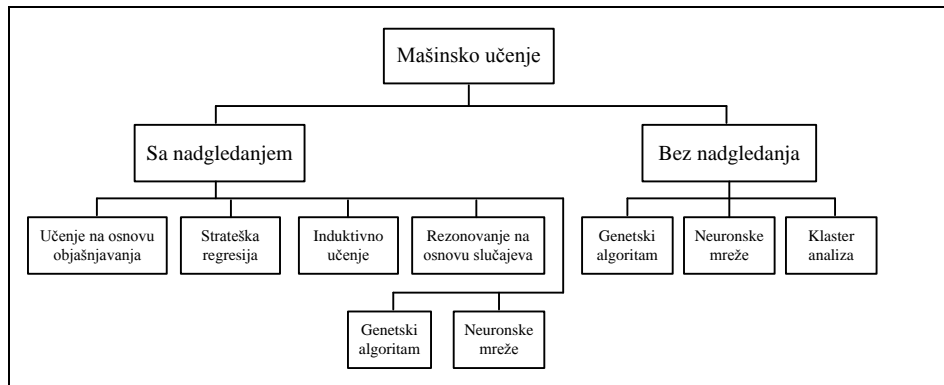 Mašinsko učenje
Sa nadgledanjem
Bez nadgledanja
Učenje na osnovu
objašnjavanja
Strateška
regresija
Induktivno
učenje
Rezonovanje na
osnovu slučajeva
Genetski
algoritam
Neuronske
mreže
Klaster
analiza
Genetski
algoritam
Neuronske
mreže